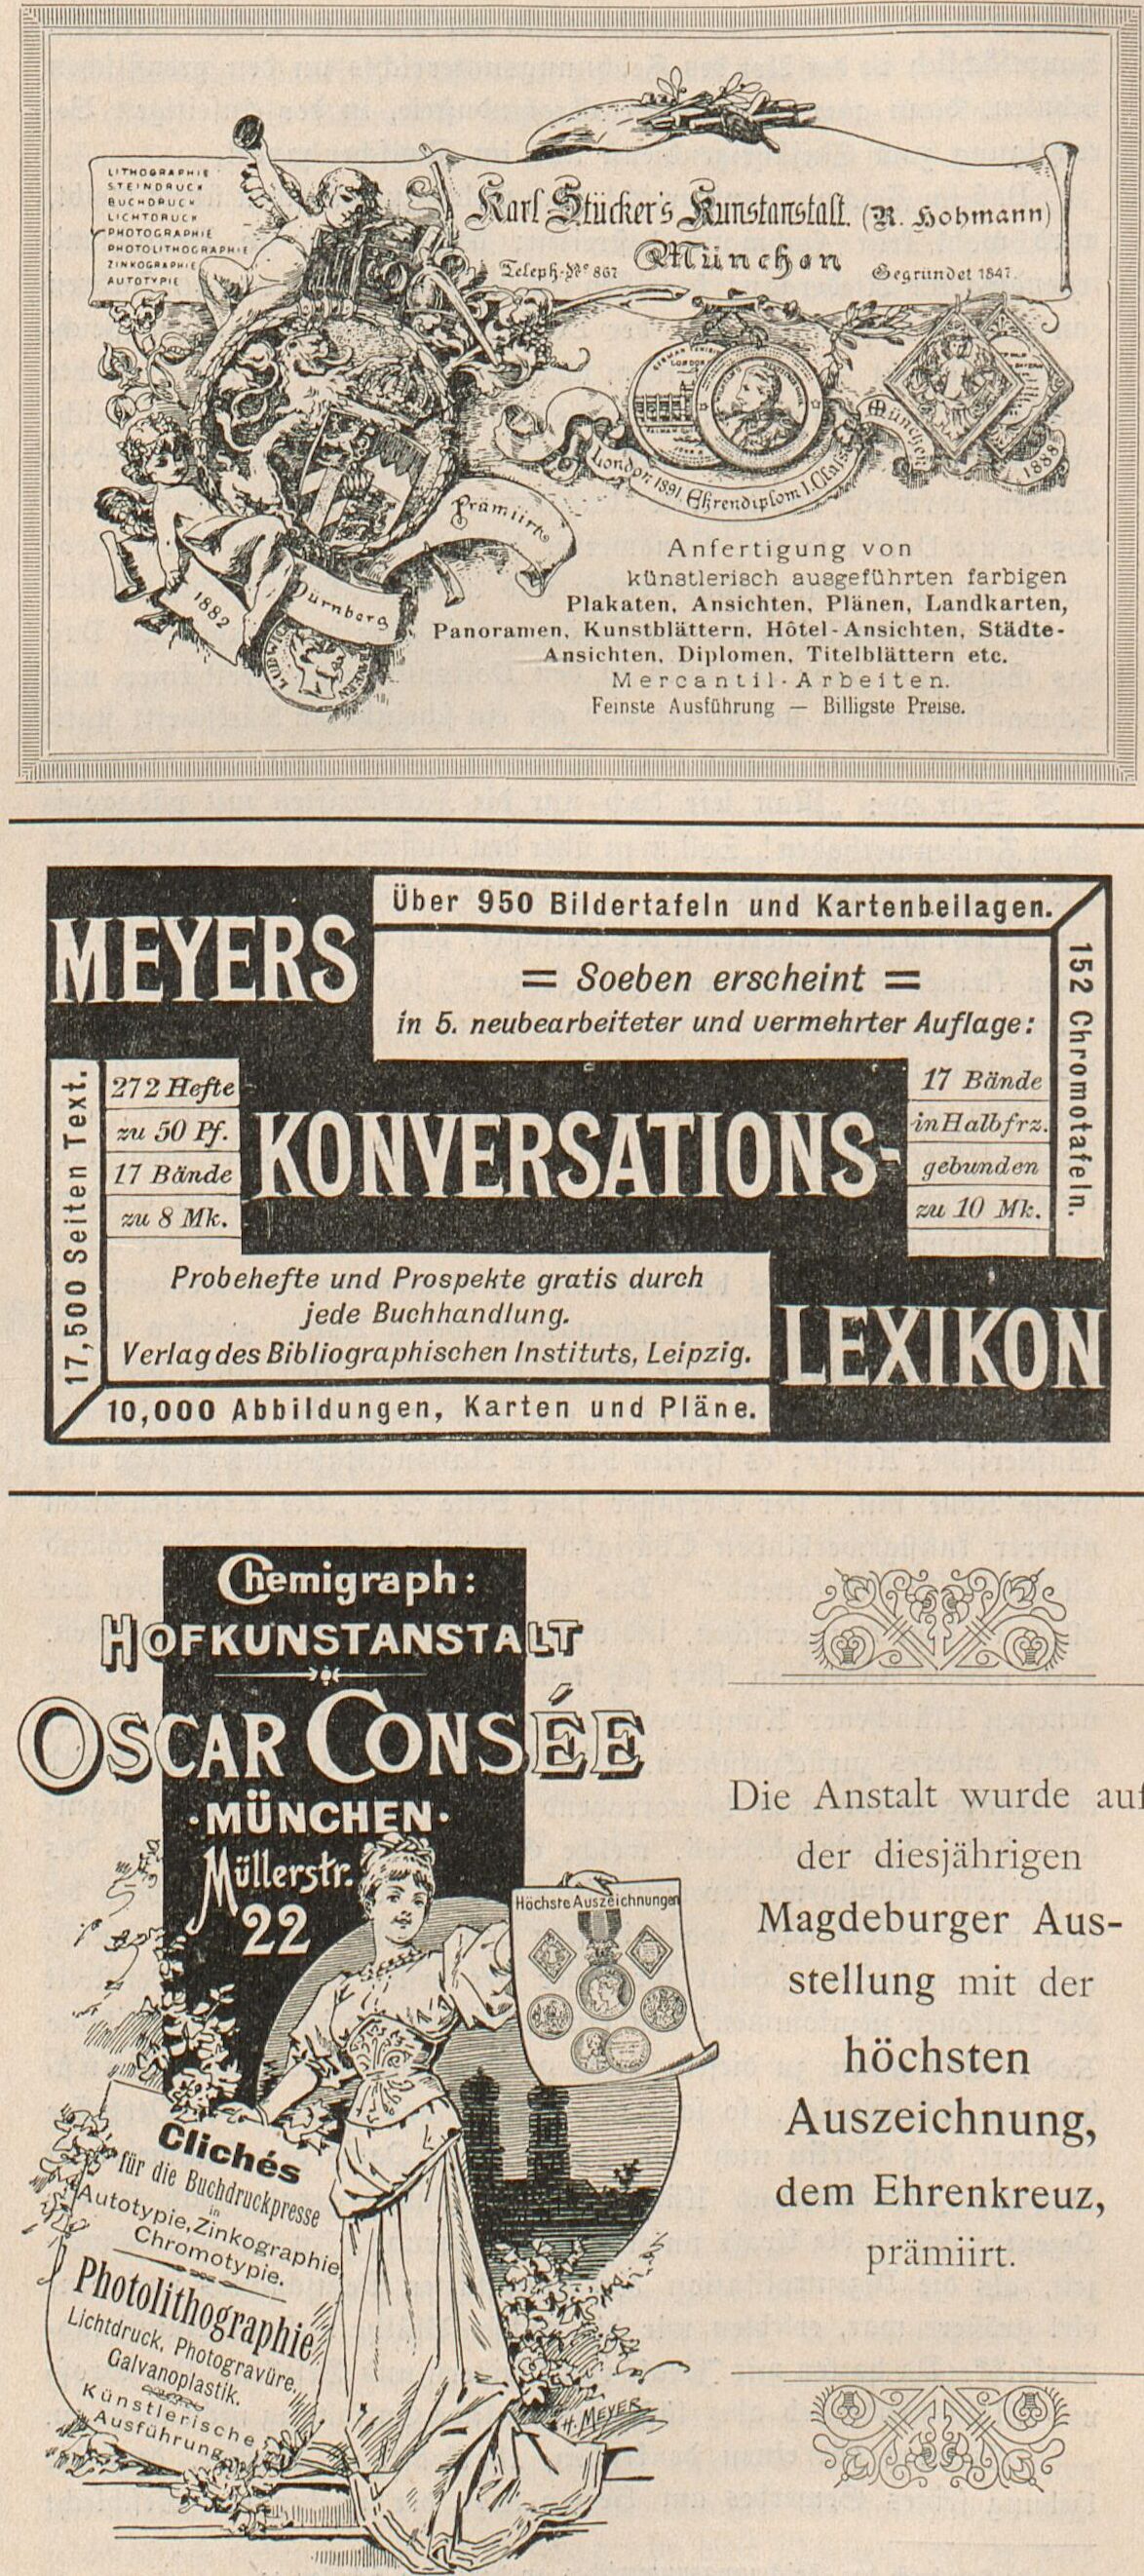 LITHOGRAPHIE
STEINDRUCK
BUCHDRUCK
LICHTDRUCK
PHOTOGRAPHIE
PHOTOLITHOGRAPHIE
ZINKOGRAPHIE
AUTOTYPIE
Karl Stücker's Kunstanstalt. (R. Hohmann)
München
Teleph-No 867
Gegründet 1847.
London 1891. Ehrendiplom I. Classe
München
1888
Prämiirt
Nürnberg
1882
Anfertigung von
künstlerisch ausgeführten farbigen
Plakaten, Ansichten, Plänen, Landkarten,
Panoramen, Kunstblättern, Hôtel-Ansichten, Städte-
Ansichten, Diplomen, Titelblättern etc.
Mercantil-Arbeiten.
Feinste Ausführung — Billigste Preise.
MEYERS
Über 950 Bildertafeln und Kartenbeilagen.
= Soeben erscheint =
in 5. neubearbeiteter und vermehrter Auflage:
152 Chromotafeln.
17,500 Seiten Text.
272 Hefte
zu 50 Pf.
17 Bände
zu 8 Mk.
KONVERSATIONS-
17 Bände
in Halbfrz.
gebunden
zu 10 Mk.
Probehefte und Prospekte gratis durch
jede Buchhandlung.
Verlag des Bibliographischen Instituts, Leipzig.
LEXIKON
10,000 Abbildungen, Karten und Pläne.
Chemigraph:
HOFKUNSTANSTALT
OSCAR CONSÉE
·MÜNCHEN·
Müllerstr.
22
Höchste Auszeichnungen
Clichés
für die Buchdruckpresse
in
Autotypie, Zinkographie,
Chromotypie.
Photolithographie,
Lichtdruck, Photogravüre,
Galvanoplastik.
Künstlerische
Ausführung.
H. MEYER
Die Anstalt wurde auf
der diesjährigen
Magdeburger Aus-
stellung mit der
höchsten
Auszeichnung,
dem Ehrenkreuz,
prämiirt.